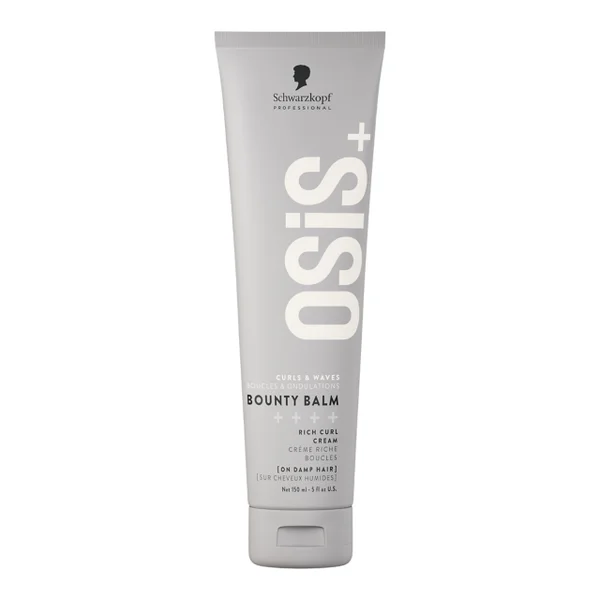 Schwarzkopf
PROFESSIONAL
OSiS+
CURLS & WAVES
BOUCLES & ONDULATIONS
BOUNTY BALM
++++
RICH CURL
CREAM
CRÈME RICHE
BOUCLES
[ON DAMP HAIR]
[SUR CHEVEUX HUMIDES]
Net 150 ml - 5 fl oz U.S.